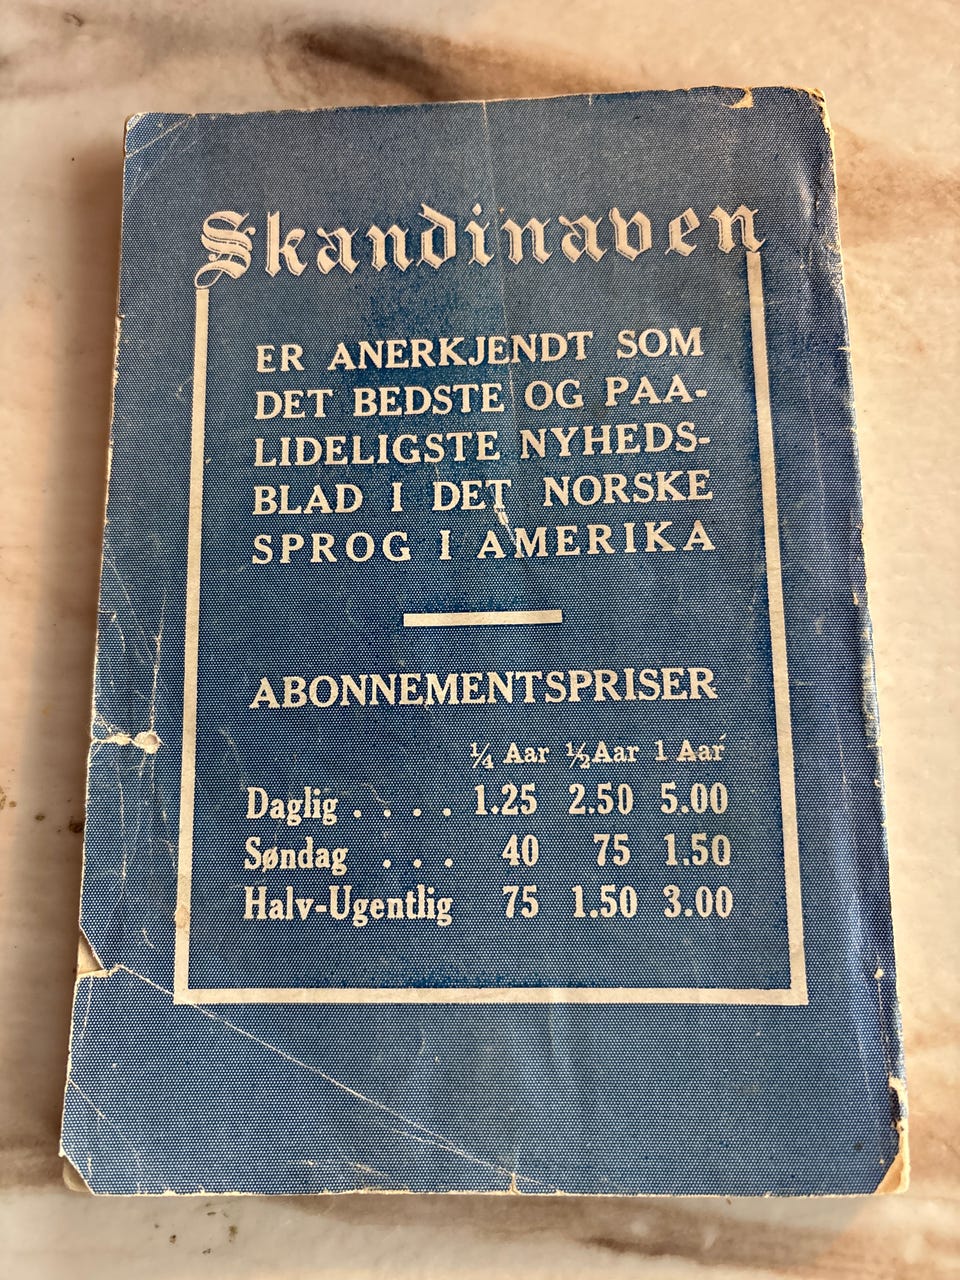 Skandinaven
ER ANERKJENDT SOM
DET BEDSTE OG PAA-
LIDELIGSTE NYHEDS-
BLAD I DET NORSKE
SPROG I AMERIKA
ABONNEMENTSPRISER
¼ Aar ½ Aar 1 Aar
Daglig . . . . 1.25 2.50 5.00
Søndag . . . 40 75 1.50
Halv-Ugentlig 75 1.50 3.00